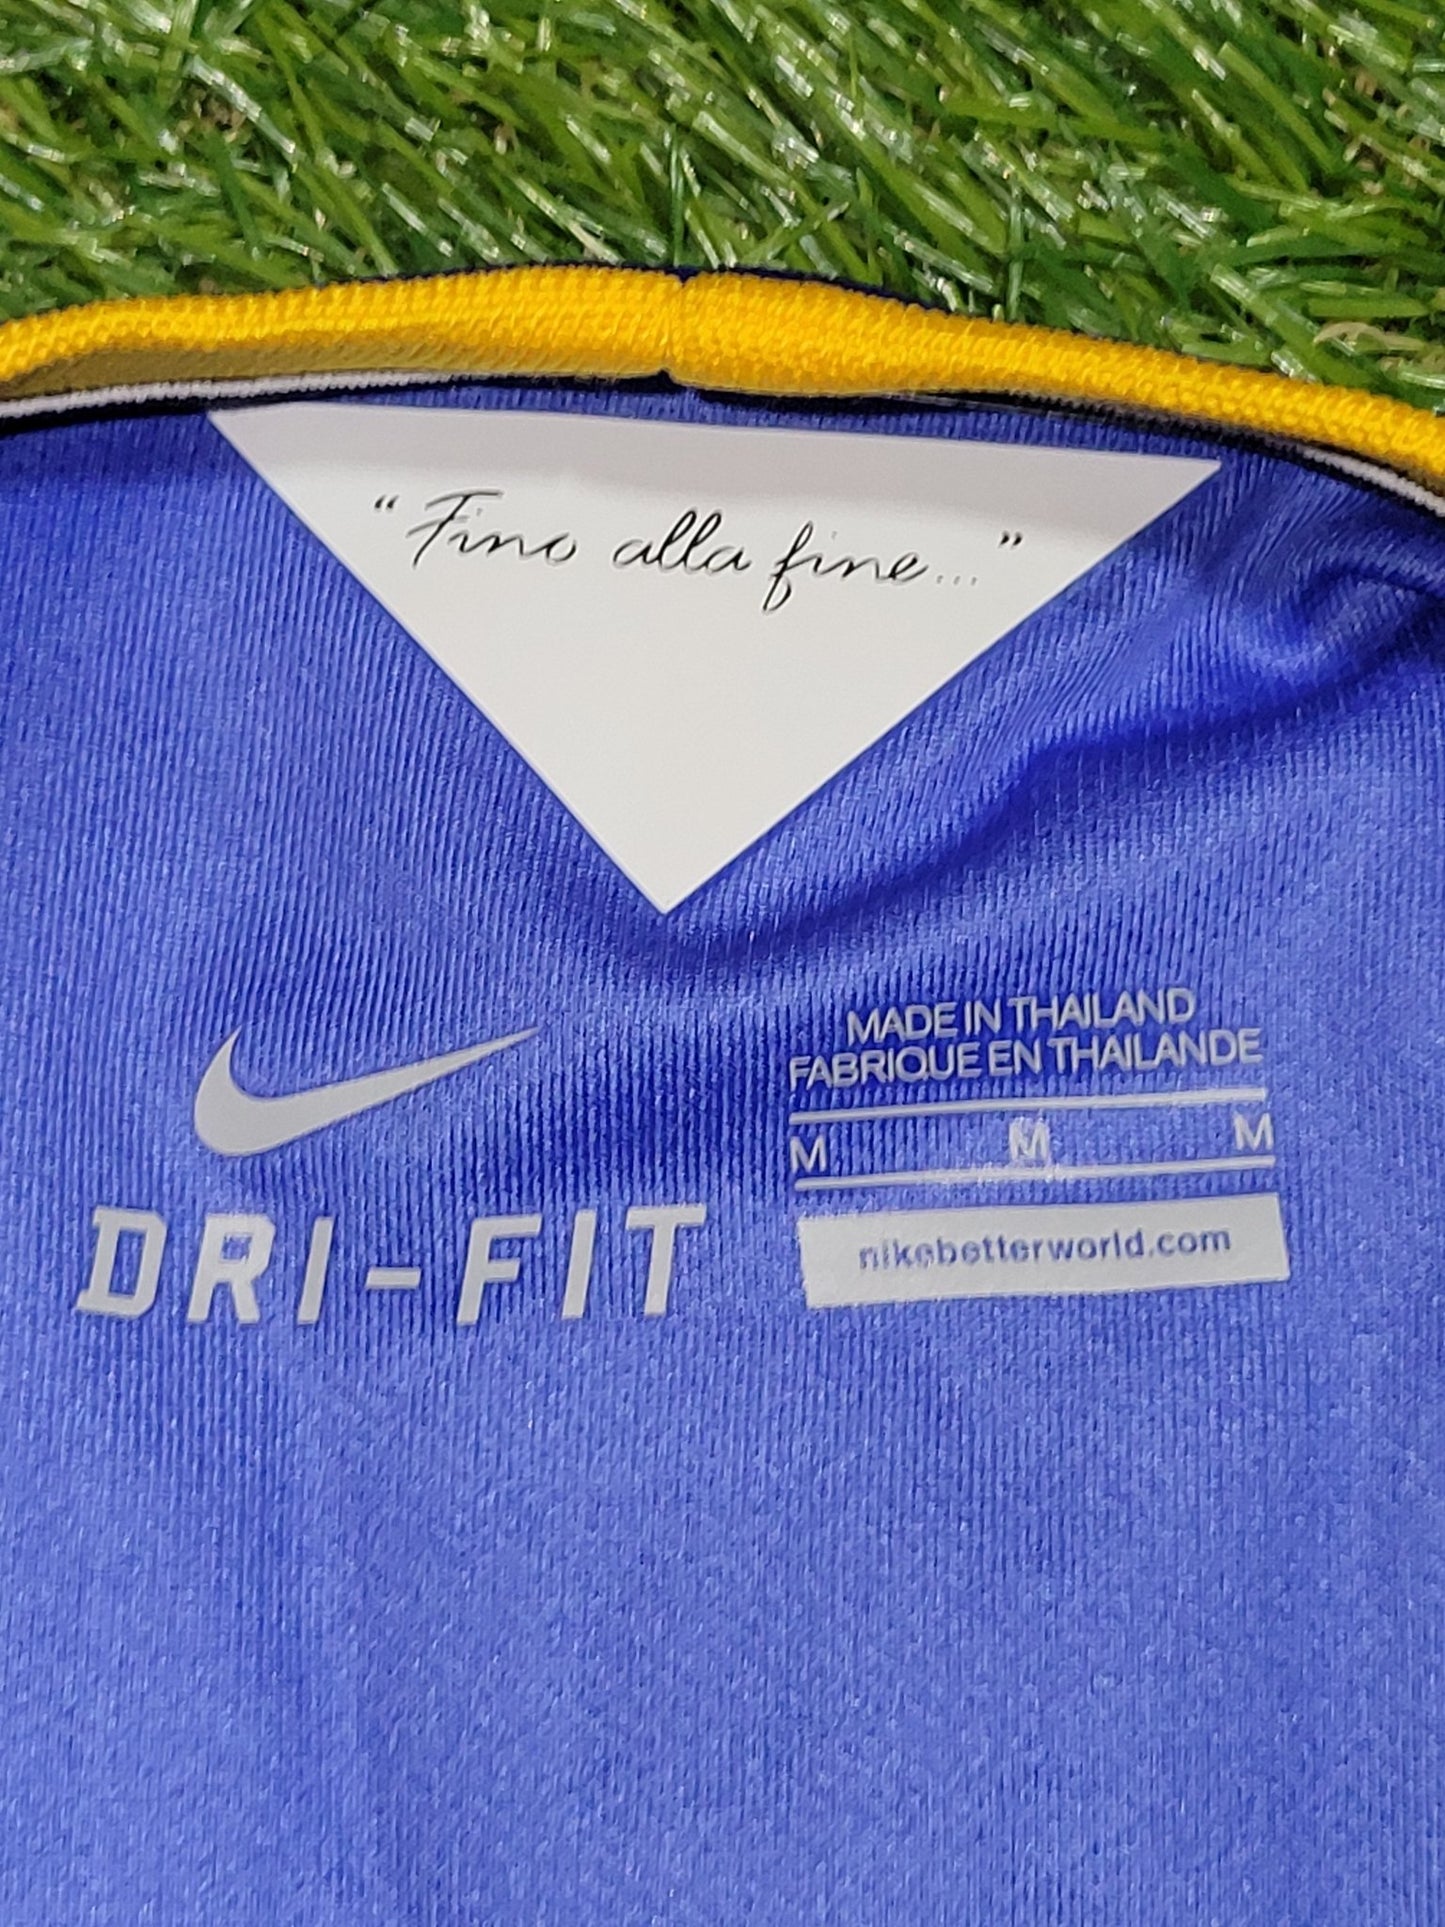 “Fino alla fine...”
MADE IN THAILAND
FABRIQUE EN THAILANDE
M M M
DRI-FIT
nikebetterworld.com